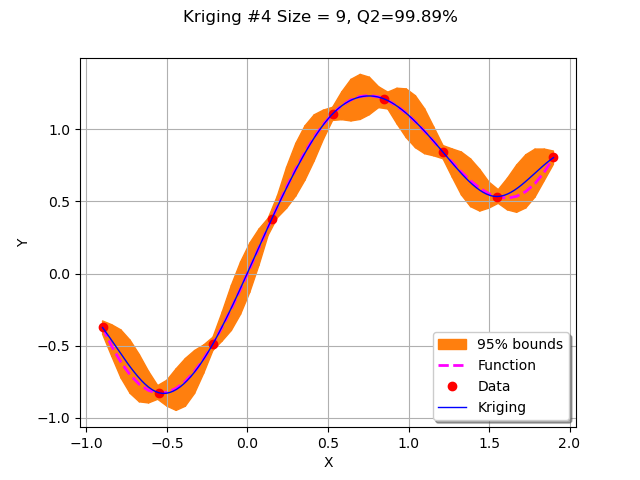 Kriging #4 Size = 9, Q2=99.89%
Y
1.0
0.5
0.0
−0.5
−1.0
−1.0 −0.5 0.0 0.5 1.0 1.5 2.0
X
95% bounds
Function
Data
Kriging